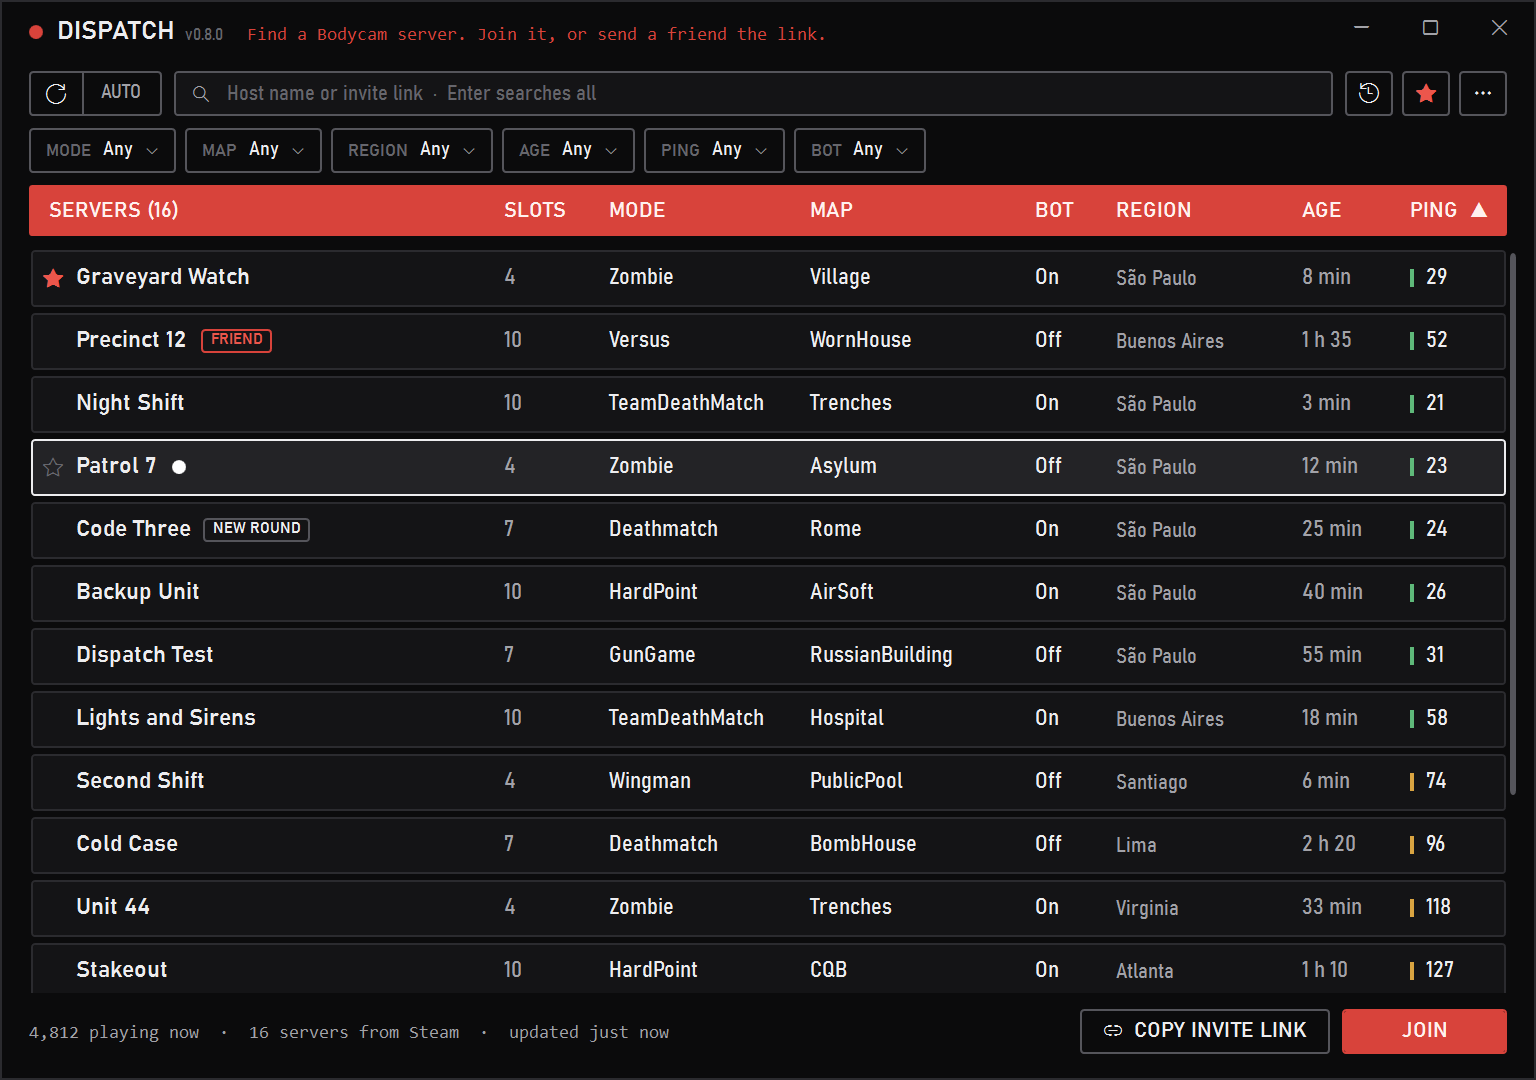 DISPATCH v0.8.0 Find a Bodycam server. Join it, or send a friend the link.
AUTO Host name or invite link · Enter searches all
MODE Any MAP Any REGION Any AGE Any PING Any BOT Any
SERVERS (16) SLOTS MODE MAP BOT REGION AGE PING ▲
Graveyard Watch 4 Zombie Village On São Paulo 8 min 29
Precinct 12 FRIEND 10 Versus WornHouse Off Buenos Aires 1 h 35 52
Night Shift 10 TeamDeathMatch Trenches On São Paulo 3 min 21
Patrol 7 4 Zombie Asylum Off São Paulo 12 min 23
Code Three NEW ROUND 7 Deathmatch Rome On São Paulo 25 min 24
Backup Unit 10 HardPoint AirSoft On São Paulo 40 min 26
Dispatch Test 7 GunGame RussianBuilding Off São Paulo 55 min 31
Lights and Sirens 10 TeamDeathMatch Hospital On Buenos Aires 18 min 58
Second Shift 4 Wingman PublicPool Off Santiago 6 min 74
Cold Case 7 Deathmatch BombHouse Off Lima 2 h 20 96
Unit 44 4 Zombie Trenches On Virginia 33 min 118
Stakeout 10 HardPoint CQB On Atlanta 1 h 10 127
4,812 playing now · 16 servers from Steam · updated just now COPY INVITE LINK JOIN